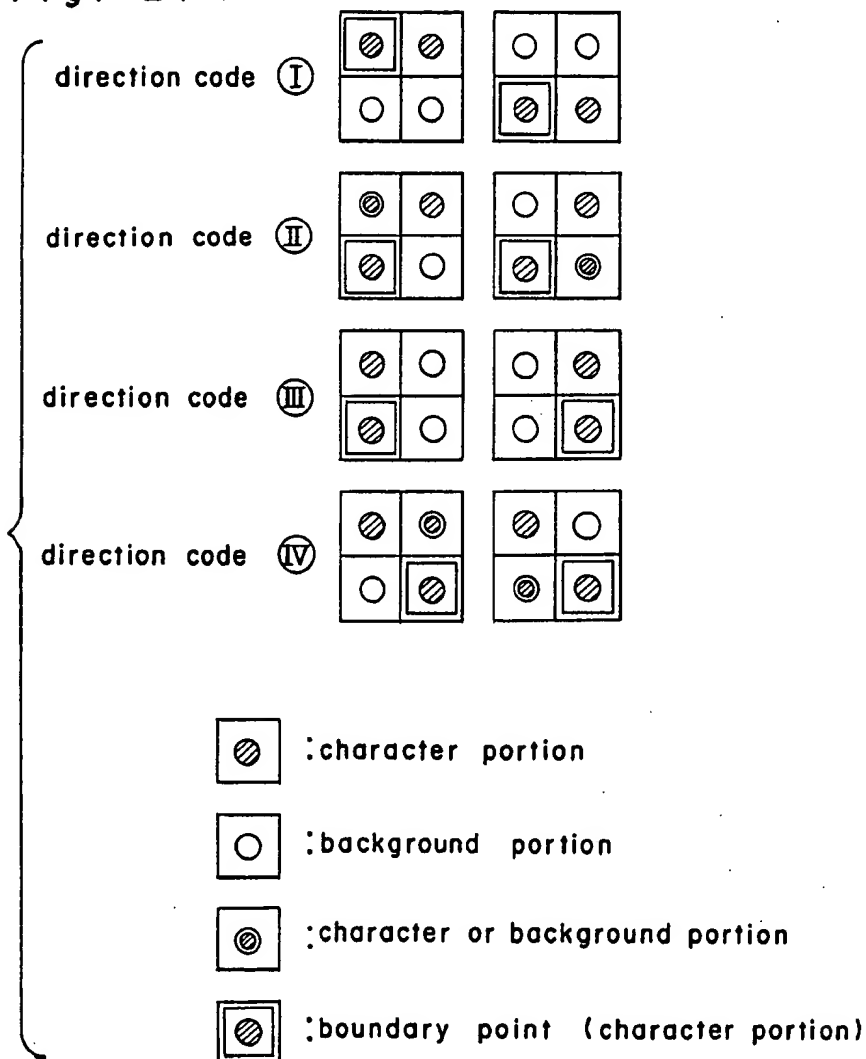 direction code Ⅰ
direction code Ⅱ
direction code Ⅲ
direction code Ⅳ
:character portion
:background portion
:character or background portion
:boundary point (character portion)